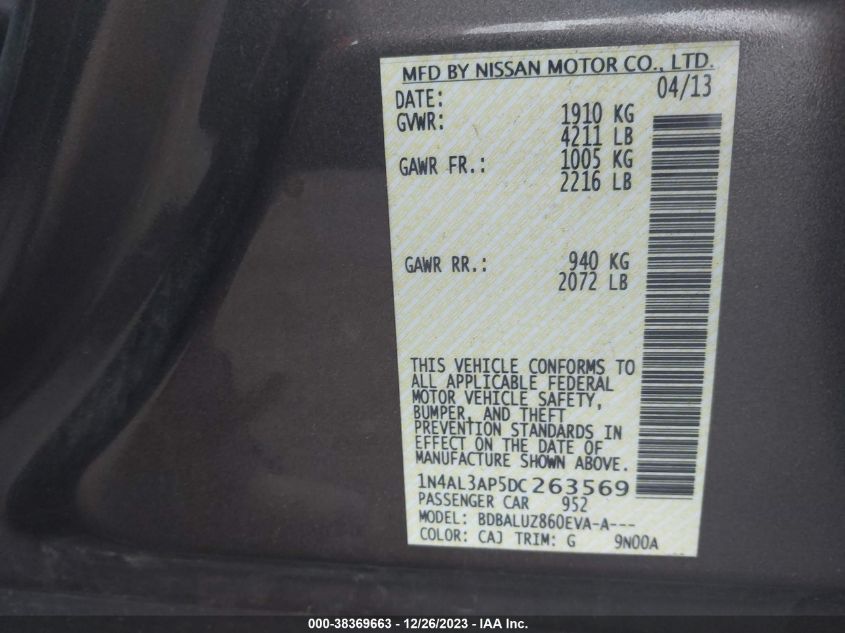 MFD BY NISSAN MOTOR CO., LTD.
DATE: 04/13
GVWR: 1910 KG
4211 LB
GAWR FR.: 1005 KG
2216 LB
GAWR RR.: 940 KG
2072 LB
THIS VEHICLE CONFORMS TO
ALL APPLICABLE FEDERAL
MOTOR VEHICLE SAFETY,
BUMPER, AND THEFT
PREVENTION STANDARDS IN
EFFECT ON THE DATE OF
MANUFACTURE SHOWN ABOVE.
1N4AL3AP5DC263569
PASSENGER CAR 952
MODEL: BDBALUZ860EVA-A---
COLOR: CAJ TRIM: G 9N00A
000-38369663 - 12/26/2023 - IAA Inc.